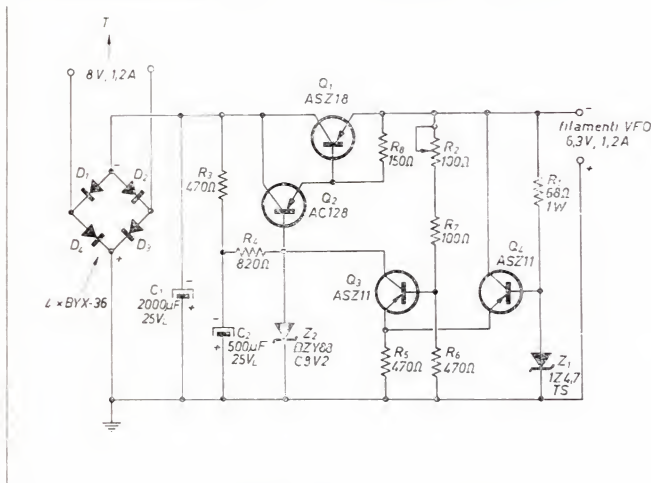 T
8V, 1,2A
Q1
ASZ18
filamenti VFO
6,3V, 1,2A
D1
D2
D4
D3
4 × BYX-36
R3
470Ω
Q2
AC128
R8
150Ω
R2
100Ω
R7
100Ω
68Ω
1W
R4
820Ω
Q3
ASZ11
Q4
ASZ11
C1
2000µF
25VL
C2
500µF
25VL
Z2
C9V2
R5
470Ω
R6
470Ω
Z1
1Z4,7
TS